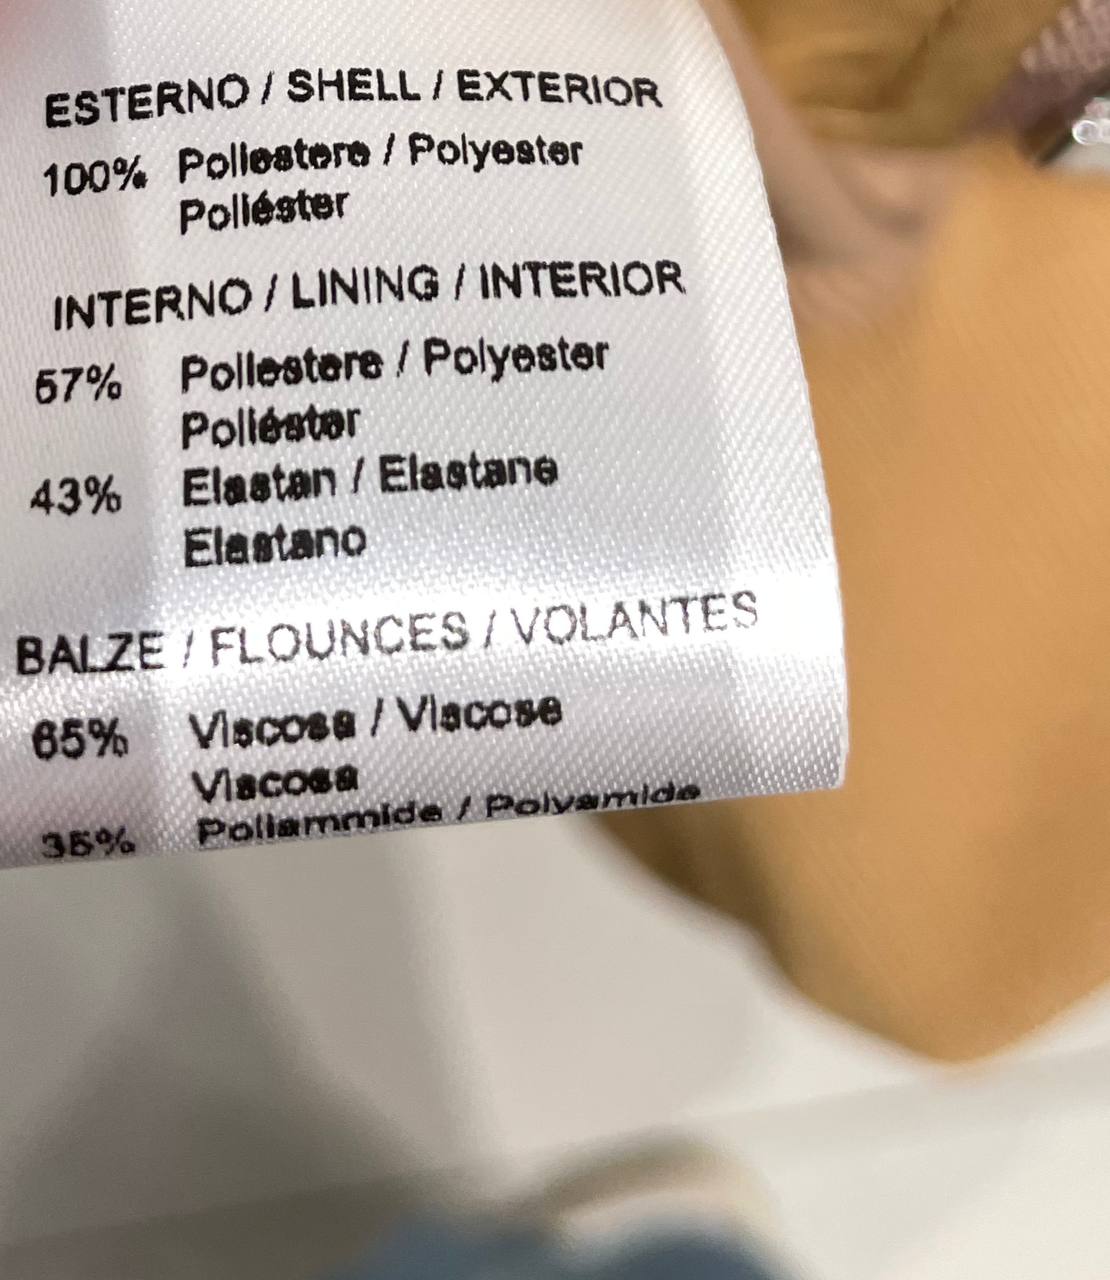 ESTERNO / SHELL / EXTERIOR
100% Poliestere / Polyester
Poliéster
INTERNO / LINING / INTERIOR
57% Poliestere / Polyester
Poliéster
43% Elastan / Elastane
Elastano
BALZE / FLOUNCES / VOLANTES
65% Viscosa / Viscose
Viscosa
35% Poliammide / Polyamide